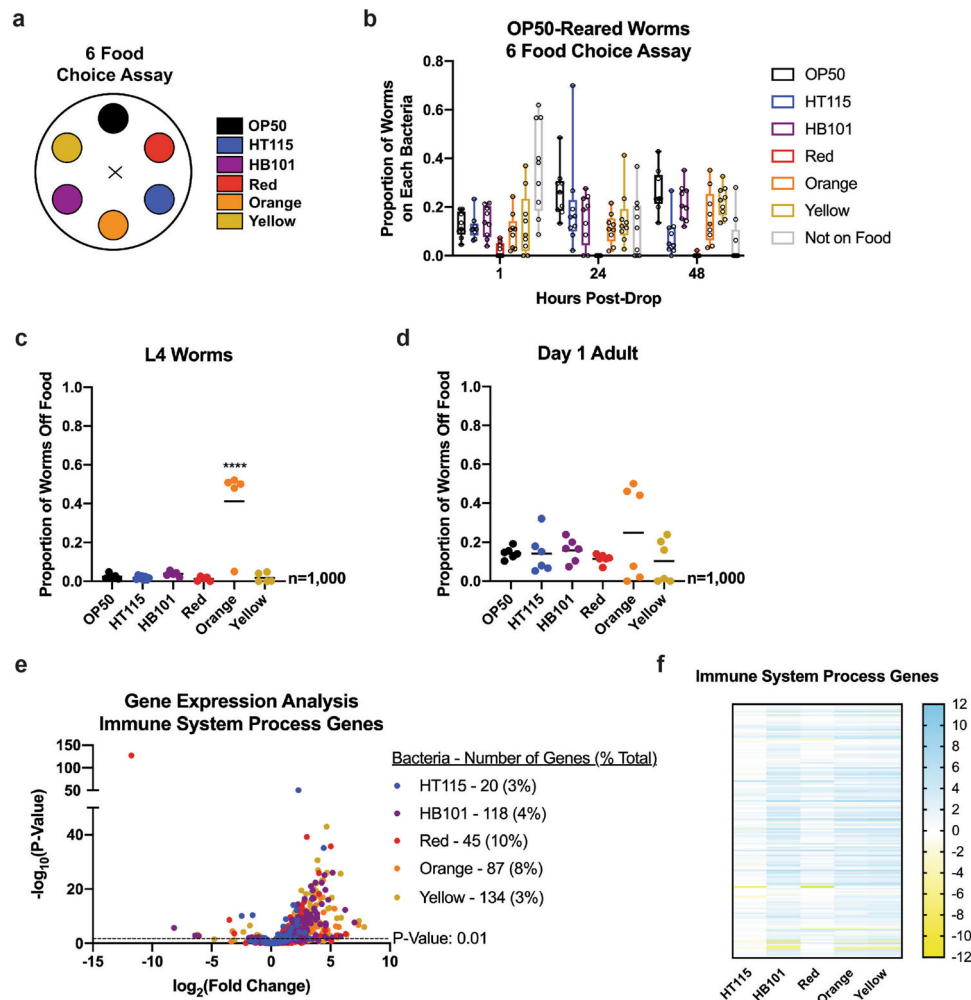 a
6 Food
Choice Assay
OP50
HT115
HB101
Red
Orange
Yellow
b
OP50-Reared Worms
6 Food Choice Assay
Proportion of Worms
on Each Bacteria
0.8
0.6
0.4
0.2
0.0
1
24
48
Hours Post-Drop
OP50
HT115
HB101
Red
Orange
Yellow
Not on Food
c
L4 Worms
Proportion of Worms Off Food
1.0
0.8
0.6
0.4
0.2
0.0
****
n=1,000
OP50
HT115
HB101
Red
Orange
Yellow
d
Day 1 Adult
Proportion of Worms Off Food
1.0
0.8
0.6
0.4
0.2
0.0
n=1,000
OP50
HT115
HB101
Red
Orange
Yellow
e
Gene Expression Analysis
Immune System Process Genes
-log10(P-Value)
150
100
50
40
20
0
-15
-10
-5
0
5
10
log2(Fold Change)
Bacteria - Number of Genes (% Total)
HT115 - 20 (3%)
HB101 - 118 (4%)
Red - 45 (10%)
Orange - 87 (8%)
Yellow - 134 (3%)
P-Value: 0.01
f
Immune System Process Genes
12
10
8
6
4
2
0
-2
-4
-6
-8
-10
-12
HT115
HB101
Red
Orange
Yellow